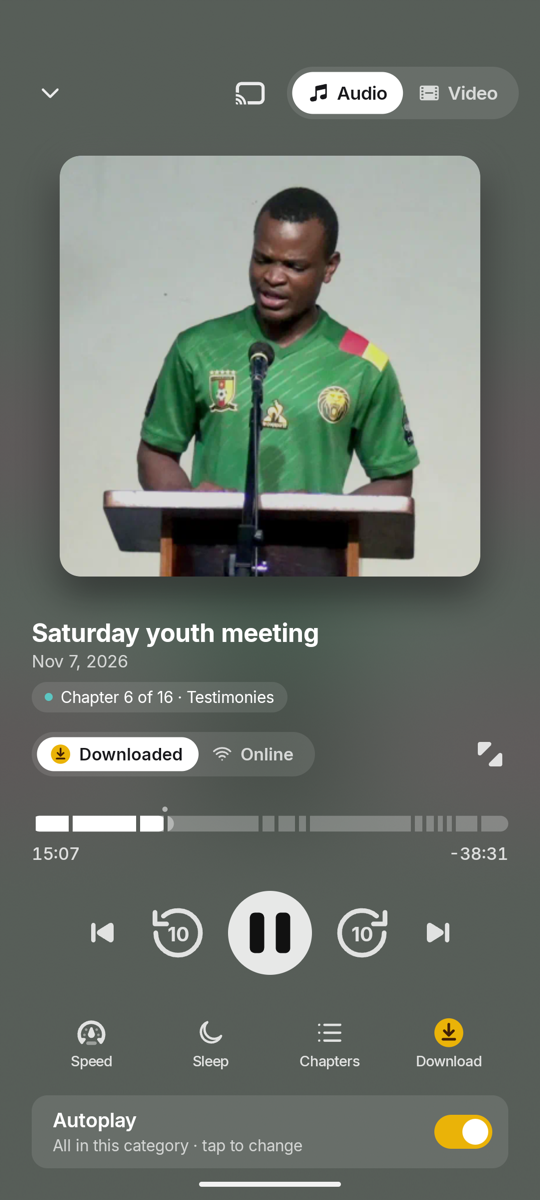 Audio
Video
Saturday youth meeting
Nov 7, 2026
Chapter 6 of 16 · Testimonies
Downloaded
Online
15:07
-38:31
10
10
Speed
Sleep
Chapters
Download
Autoplay
All in this category · tap to change